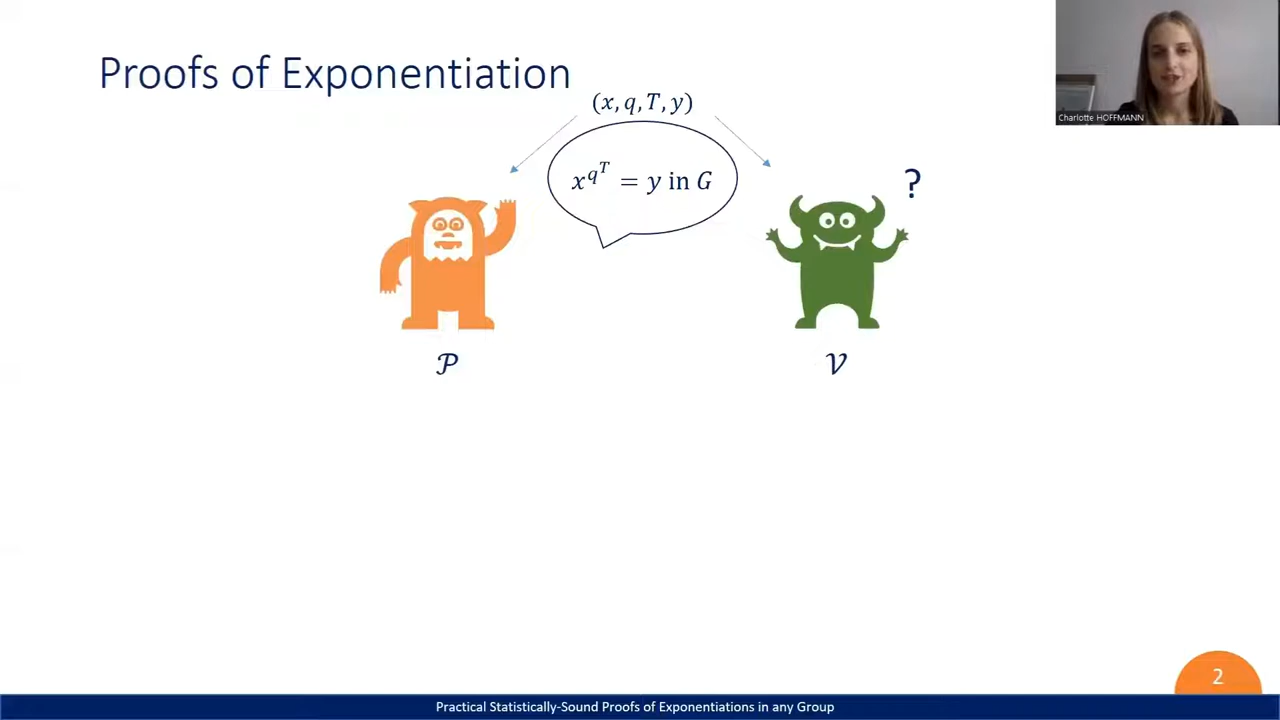 Proofs of Exponentiation
(x, q, T, y)
x^{q^T} = y in G
?
𝒫
𝒱
Charlotte HOFFMANN
2
Practical Statistically-Sound Proofs of Exponentiations in any Group